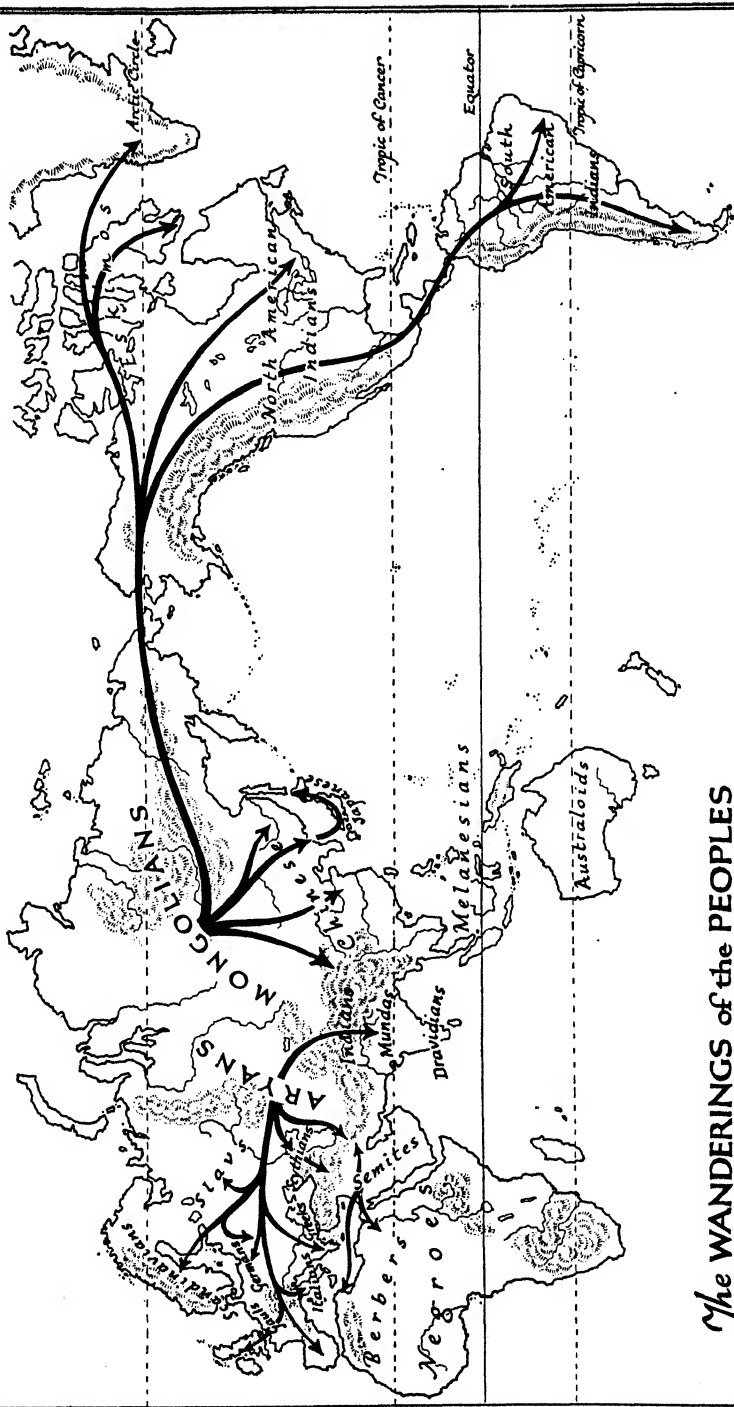 Arctic Circle
Eskimos
North American
Indians
Tropic of Cancer
Equator
South
American
Indians
Tropic of Capricorn
MONGOLIANS
Chinese
Japanese
ARYANS
Slavs
Scandinavians
Gauls
Germans
Italians
Greeks
Scythians
Indians
Mundas
Dravidians
Semites
Berbers
Negroes
Melanesians
Australoids
The WANDERINGS of the PEOPLES